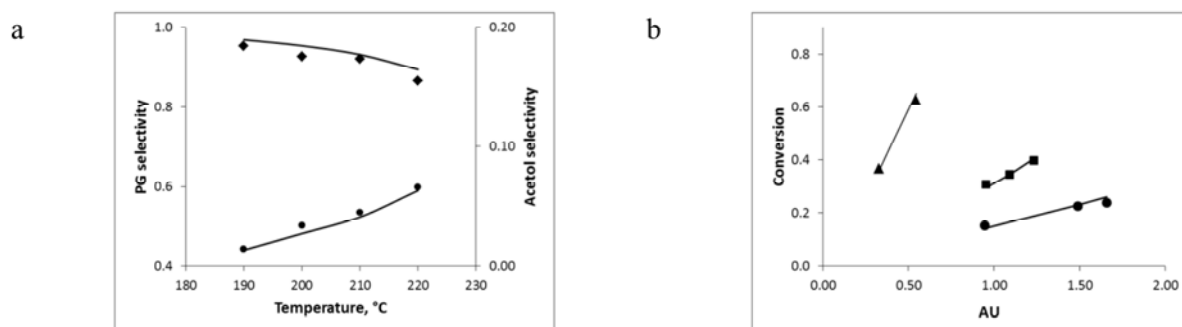 a
1.0
0.8
0.6
0.4
PG selectivity
0.20
0.10
0.00
Acetol selectivity
180 190 200 210 220 230
Temperature, °C
b
0.8
0.6
0.4
0.2
0.0
Conversion
0.00 0.50 1.00 1.50 2.00
AU